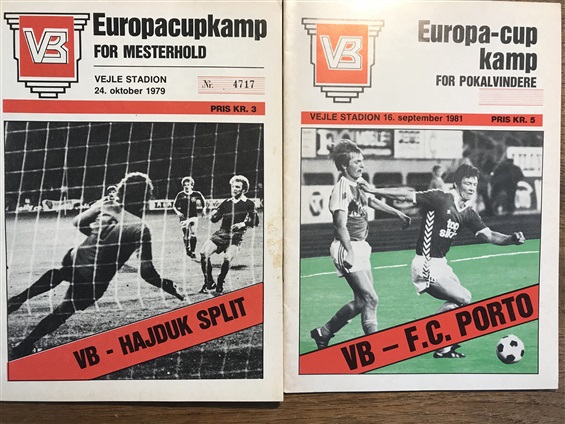 VB
Europacupkamp
FOR MESTERHOLD
VEJLE STADION
24. oktober 1979
Nr. 4717
PRIS KR. 3
VB - HAJDUK SPLIT
VB
Europa-cup
kamp
FOR POKALVINDERE
VEJLE STADION 16. september 1981
PRIS KR. 5
VB – F.C. PORTO